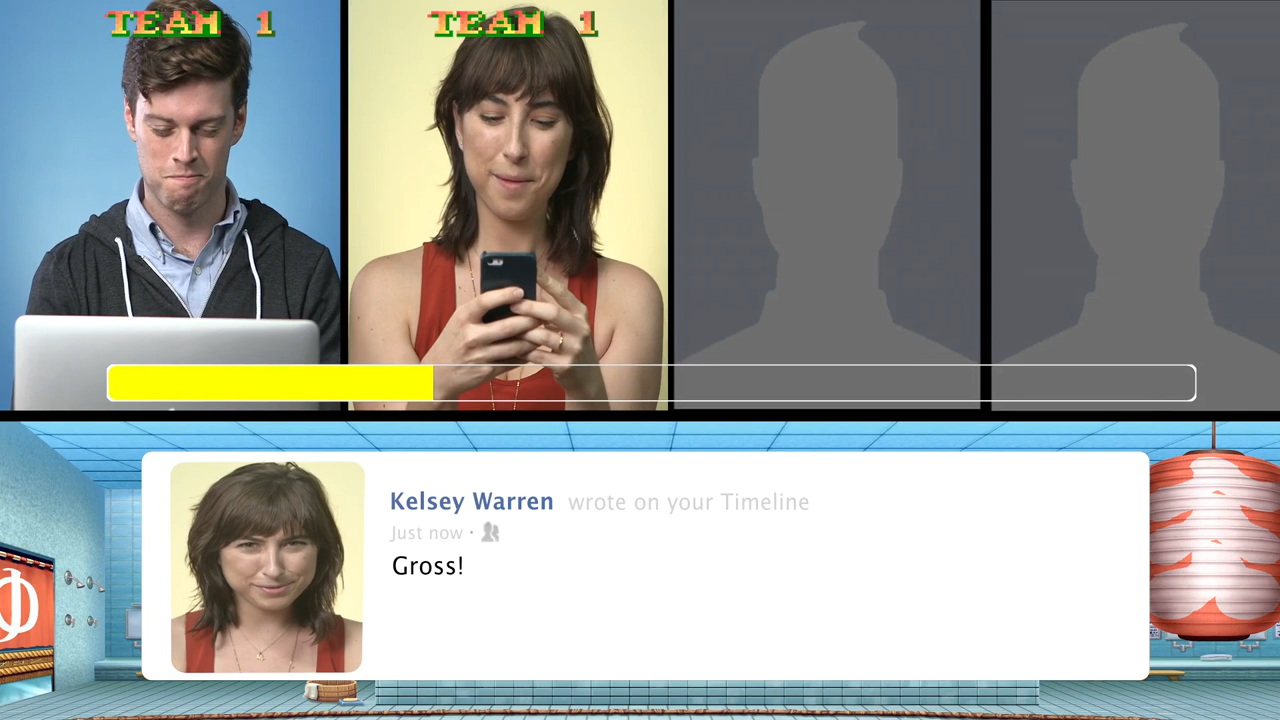 TEAM 1
TEAM 1
Kelsey Warren wrote on your Timeline
Just now ·
Gross!